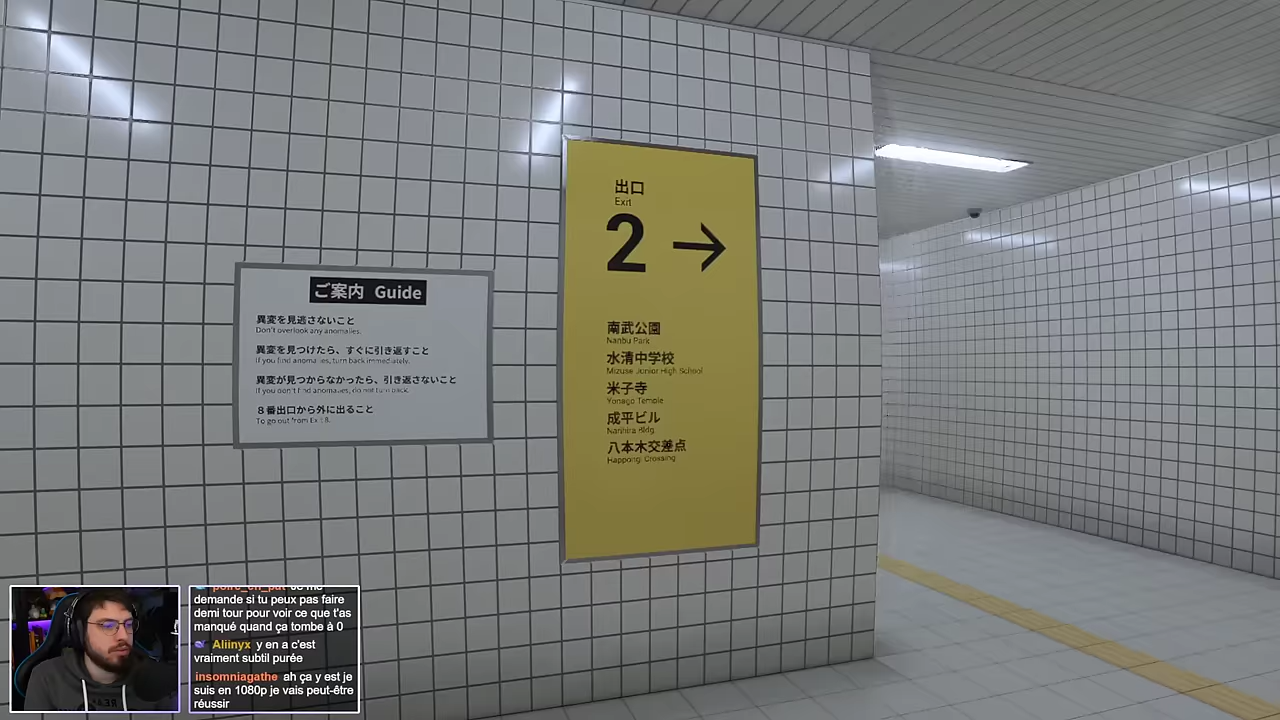 出口
Exit
2 →
南武公園
Nanbu Park
水清中学校
Mizuse Junior High School
米子寺
Yonago Temple
成平ビル
Narihira Bldg.
八本木交差点
Happongi Crossing
ご案内 Guide
異変を見逃さないこと
Don't overlook any anomalies.
異変を見つけたら、すぐに引き返すこと
If you find anomalies, turn back immediately.
異変が見つからなかったら、引き返さないこと
If you don't find anomalies, do not turn back.
８番出口から外に出ること
To go out from Exit 8.
demande si tu peux pas faire
demi tour pour voir ce que t'as
manqué quand ça tombe à 0
Aliinyx y en a c'est
vraiment subtil purée
insomniagathe ah ça y est je
suis en 1080p je vais peut-être
réussir